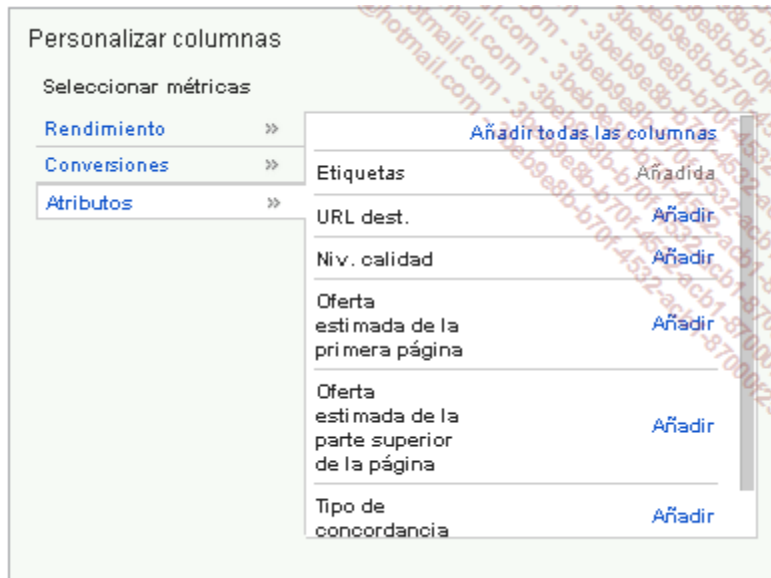 Personalizar columnas
Seleccionar métricas
Rendimiento »
Conversiones »
Atributos »
Añadir todas las columnas
Etiquetas Añadida
URL dest. Añadir
Niv. calidad Añadir
Oferta
estimada de la Añadir
primera página
Oferta
estimada de la
parte superior Añadir
de la página
Tipo de Añadir
concordancia